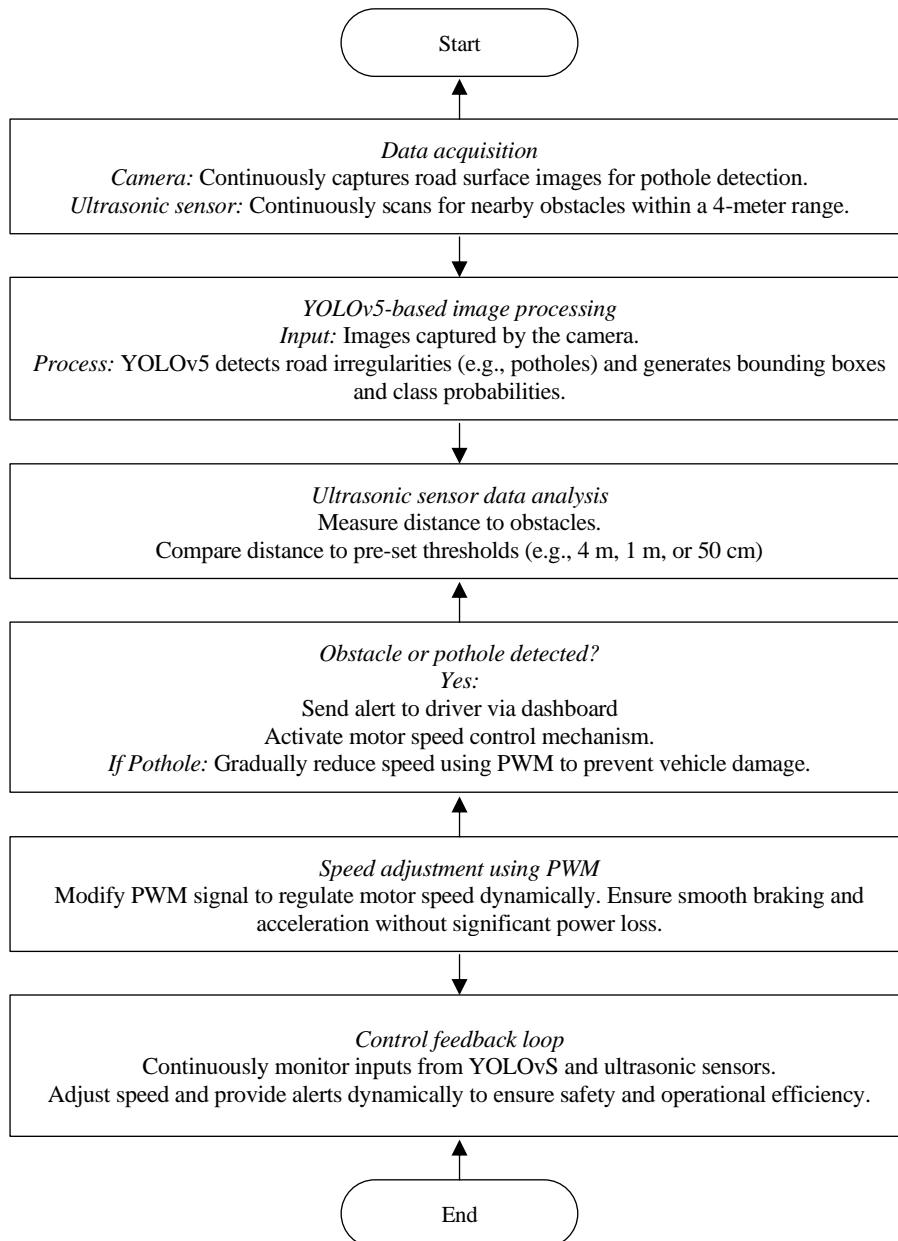 Start
Data acquisition
Camera: Continuously captures road surface images for pothole detection.
Ultrasonic sensor: Continuously scans for nearby obstacles within a 4-meter range.
YOLOv5-based image processing
Input: Images captured by the camera.
Process: YOLOv5 detects road irregularities (e.g., potholes) and generates bounding boxes
and class probabilities.
Ultrasonic sensor data analysis
Measure distance to obstacles.
Compare distance to pre-set thresholds (e.g., 4 m, 1 m, or 50 cm)
Obstacle or pothole detected?
Yes:
Send alert to driver via dashboard
Activate motor speed control mechanism.
If Pothole: Gradually reduce speed using PWM to prevent vehicle damage.
Speed adjustment using PWM
Modify PWM signal to regulate motor speed dynamically. Ensure smooth braking and
acceleration without significant power loss.
Control feedback loop
Continuously monitor inputs from YOLOvS and ultrasonic sensors.
Adjust speed and provide alerts dynamically to ensure safety and operational efficiency.
End